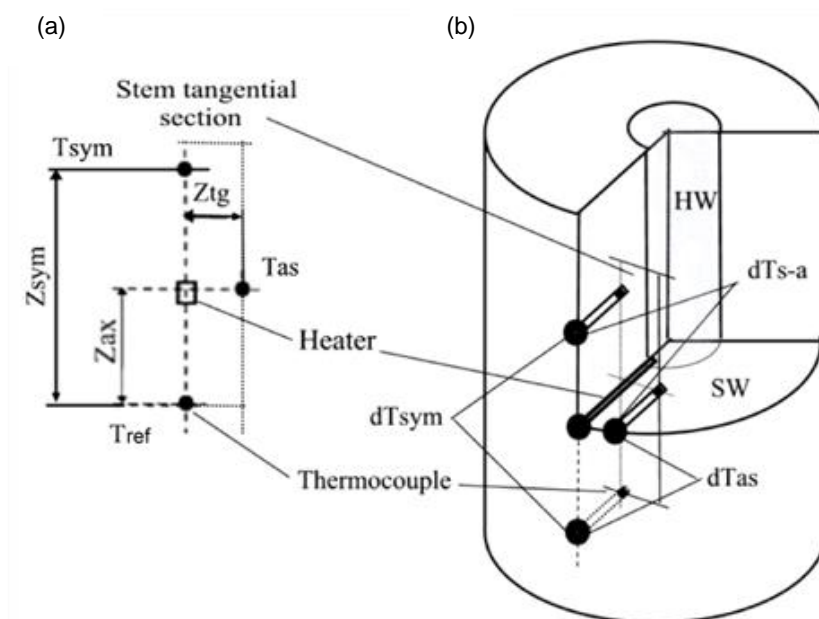 (a)
(b)
Stem tangential
section
Tsym
Ztg
HW
Zsym
Tas
dTs-a
Zax
Heater
SW
dTsym
Tref
dTas
Thermocouple